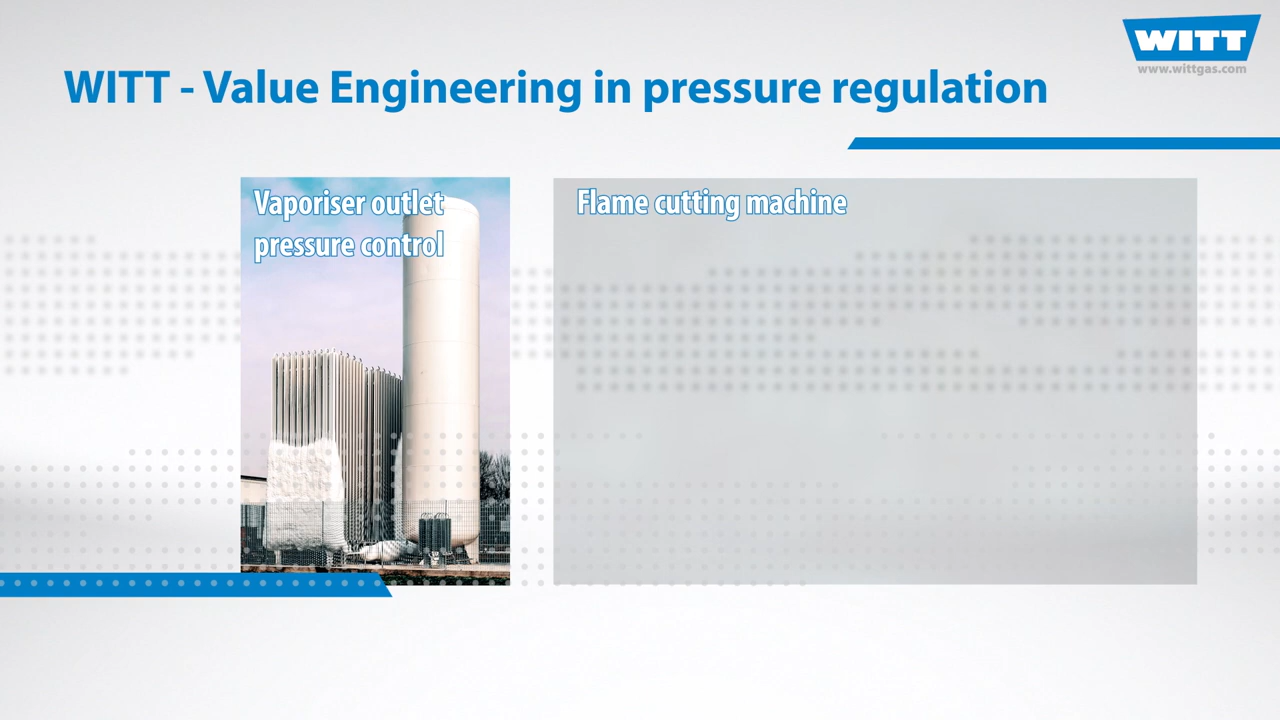 WITT
www.wittgas.com
WITT - Value Engineering in pressure regulation
Vaporiser outlet
pressure control
Flame cutting machine